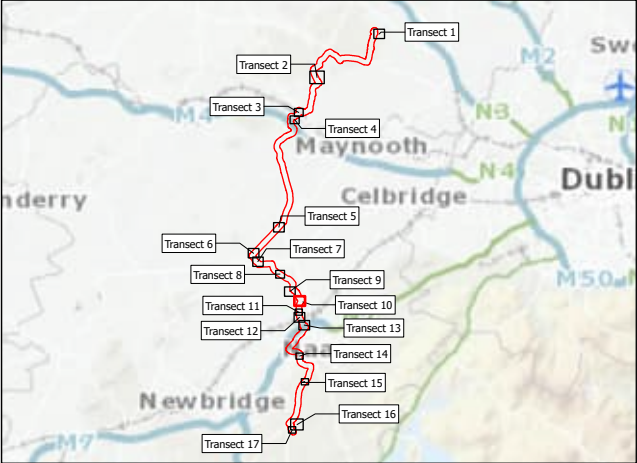 Transect 1
Transect 2
M2
Transect 3
M4
N3
Transect 4
Maynooth
N4
nderry
Celbridge
Dubl
Transect 5
Transect 6
Transect 7
Transect 8
Transect 9
M50
Transect 10
Transect 11
Transect 12
Transect 13
Transect 14
Transect 15
Newbridge
Transect 16
M7
Transect 17